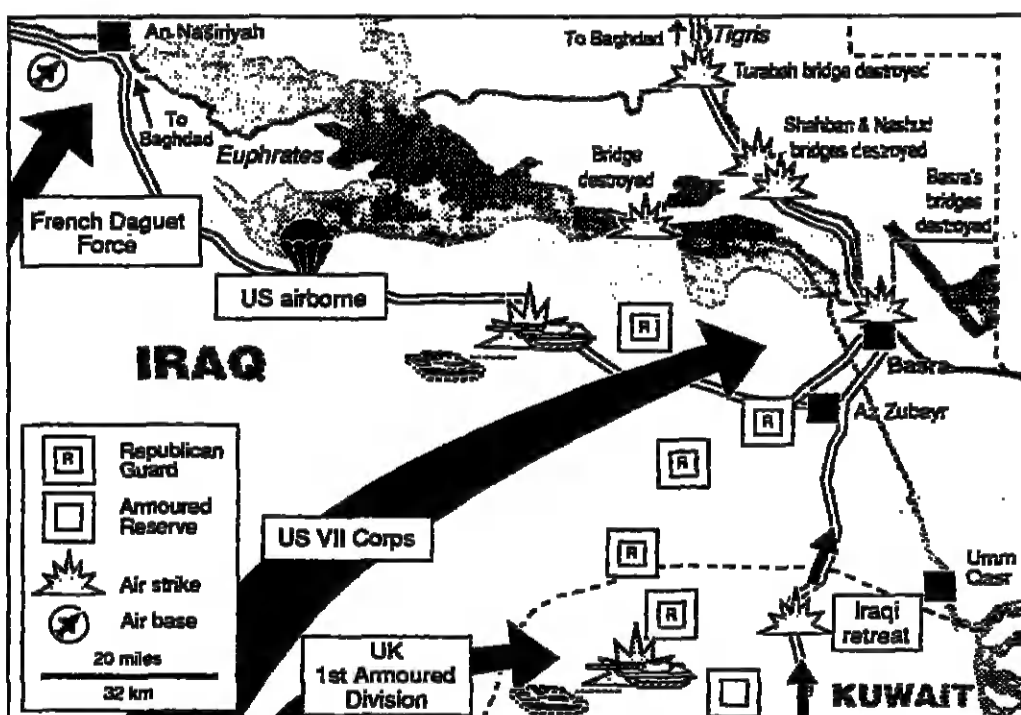 An Nasiriyah
To Baghdad
Tigris
Turabah bridge destroyed
To
Baghdad
Shahban & Nashud
bridges destroyed
Euphrates
Bridge
destroyed
Basra's
bridges
destroyed
French Daguet
Force
US airborne
IRAQ
R
Basra
Az Zubayr
R
R
R
Republican
Guard
Armoured
Reserve
Air strike
Air base
20 miles
32 km
US VII Corps
R
R
Umm
Qasr
Iraqi
retreat
UK
1st Armoured
Division
KUWAIT